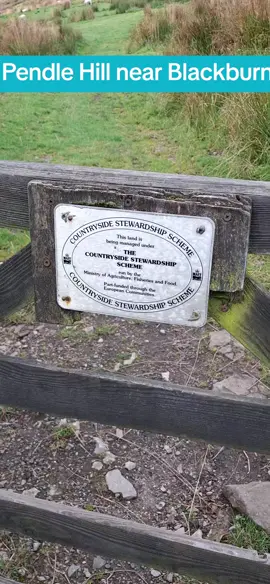 Pendle Hill near Blackburn
COUNTRYSIDE STEWARDSHIP SCHEME
This land is
being managed under
THE
COUNTRYSIDE STEWARDSHIP
SCHEME
run by the
Ministry of Agriculture, Fisheries and Food
Part-funded through the
European Communities
COUNTRYSIDE STEWARDSHIP SCHEME